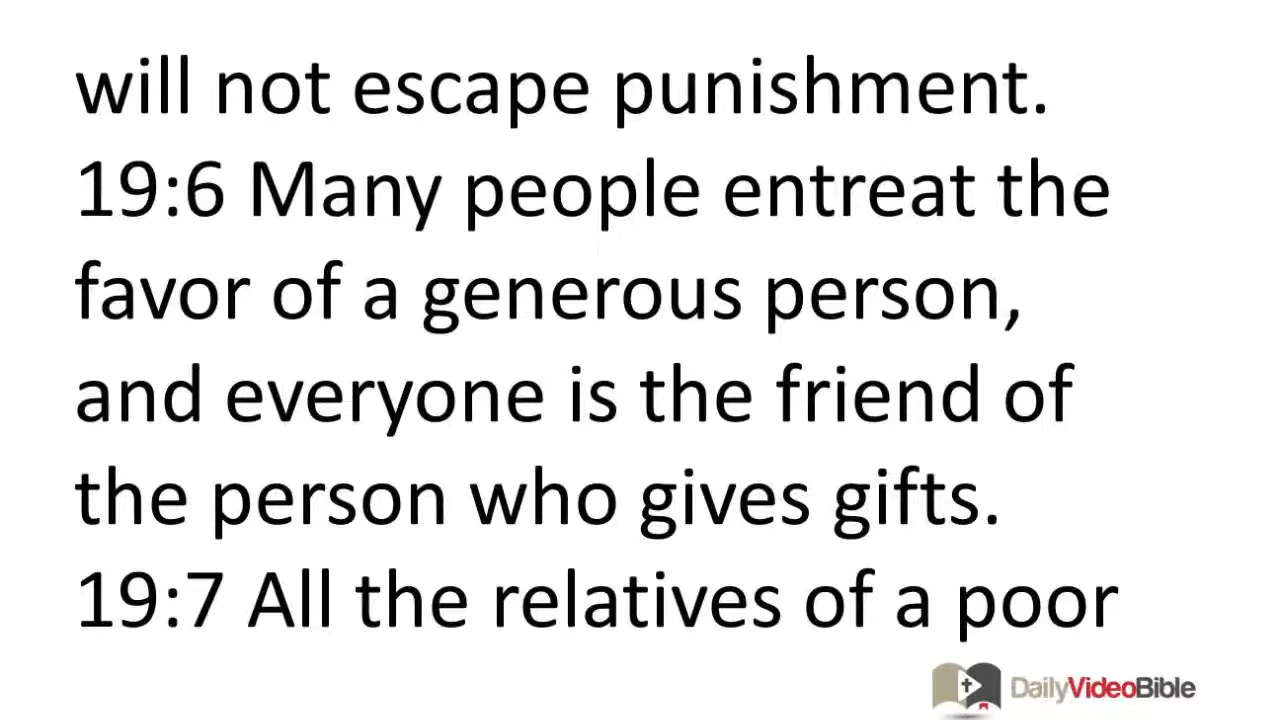 will not escape punishment.
19:6 Many people entreat the
favor of a generous person,
and everyone is the friend of
the person who gives gifts.
19:7 All the relatives of a poor
DailyVideoBible